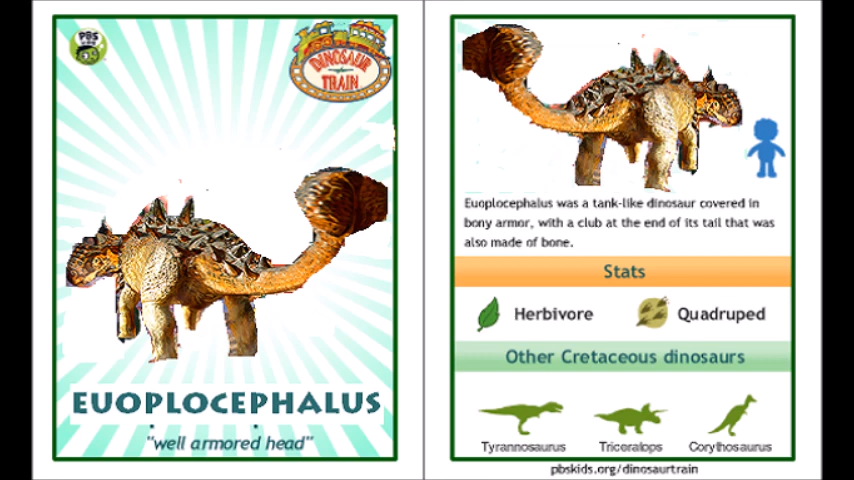 PBS
KIDS
DINOSAUR
TRAIN
EUOPLOCEPHALUS
"well armored head"
Euoplocephalus was a tank-like dinosaur covered in
bony armor, with a club at the end of its tail that was
also made of bone.
Stats
Herbivore Quadruped
Other Cretaceous dinosaurs
Tyrannosaurus Triceratops Corythosaurus
pbskids.org/dinosaurtrain